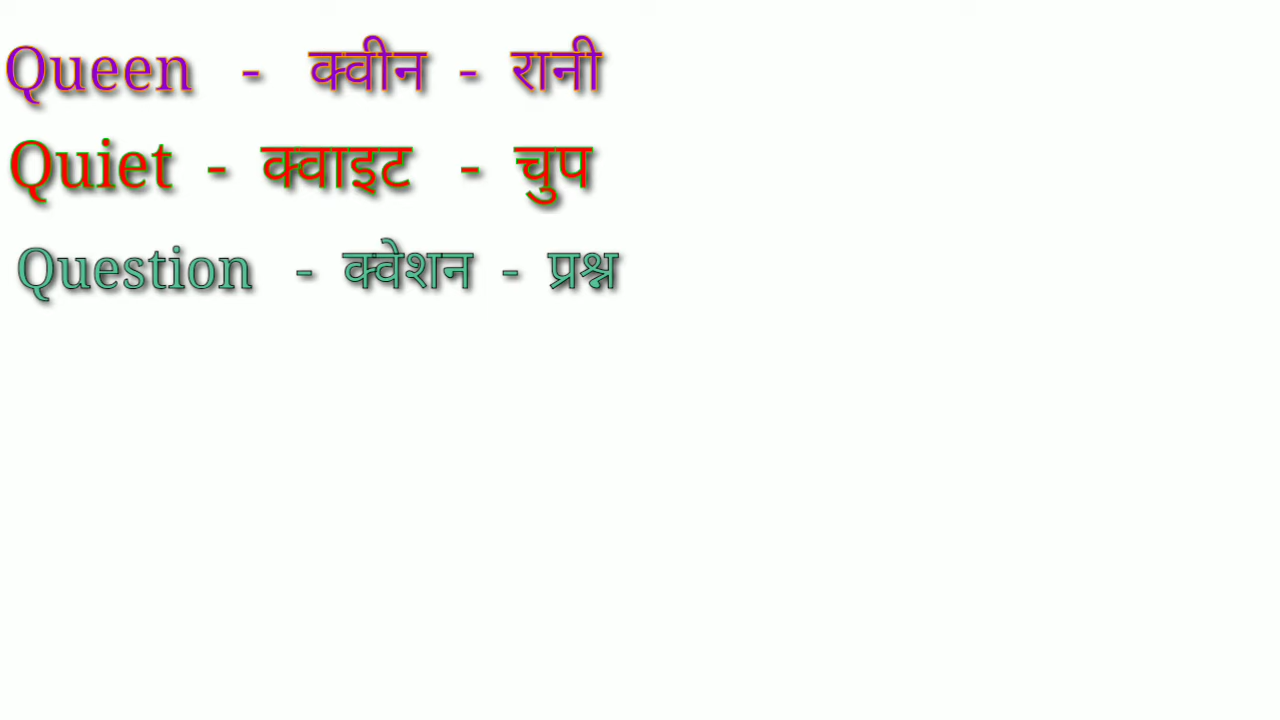 Queen - क्वीन - रानी
Quiet - क्वाइट - चुप
Question - क्वेशन - प्रश्न